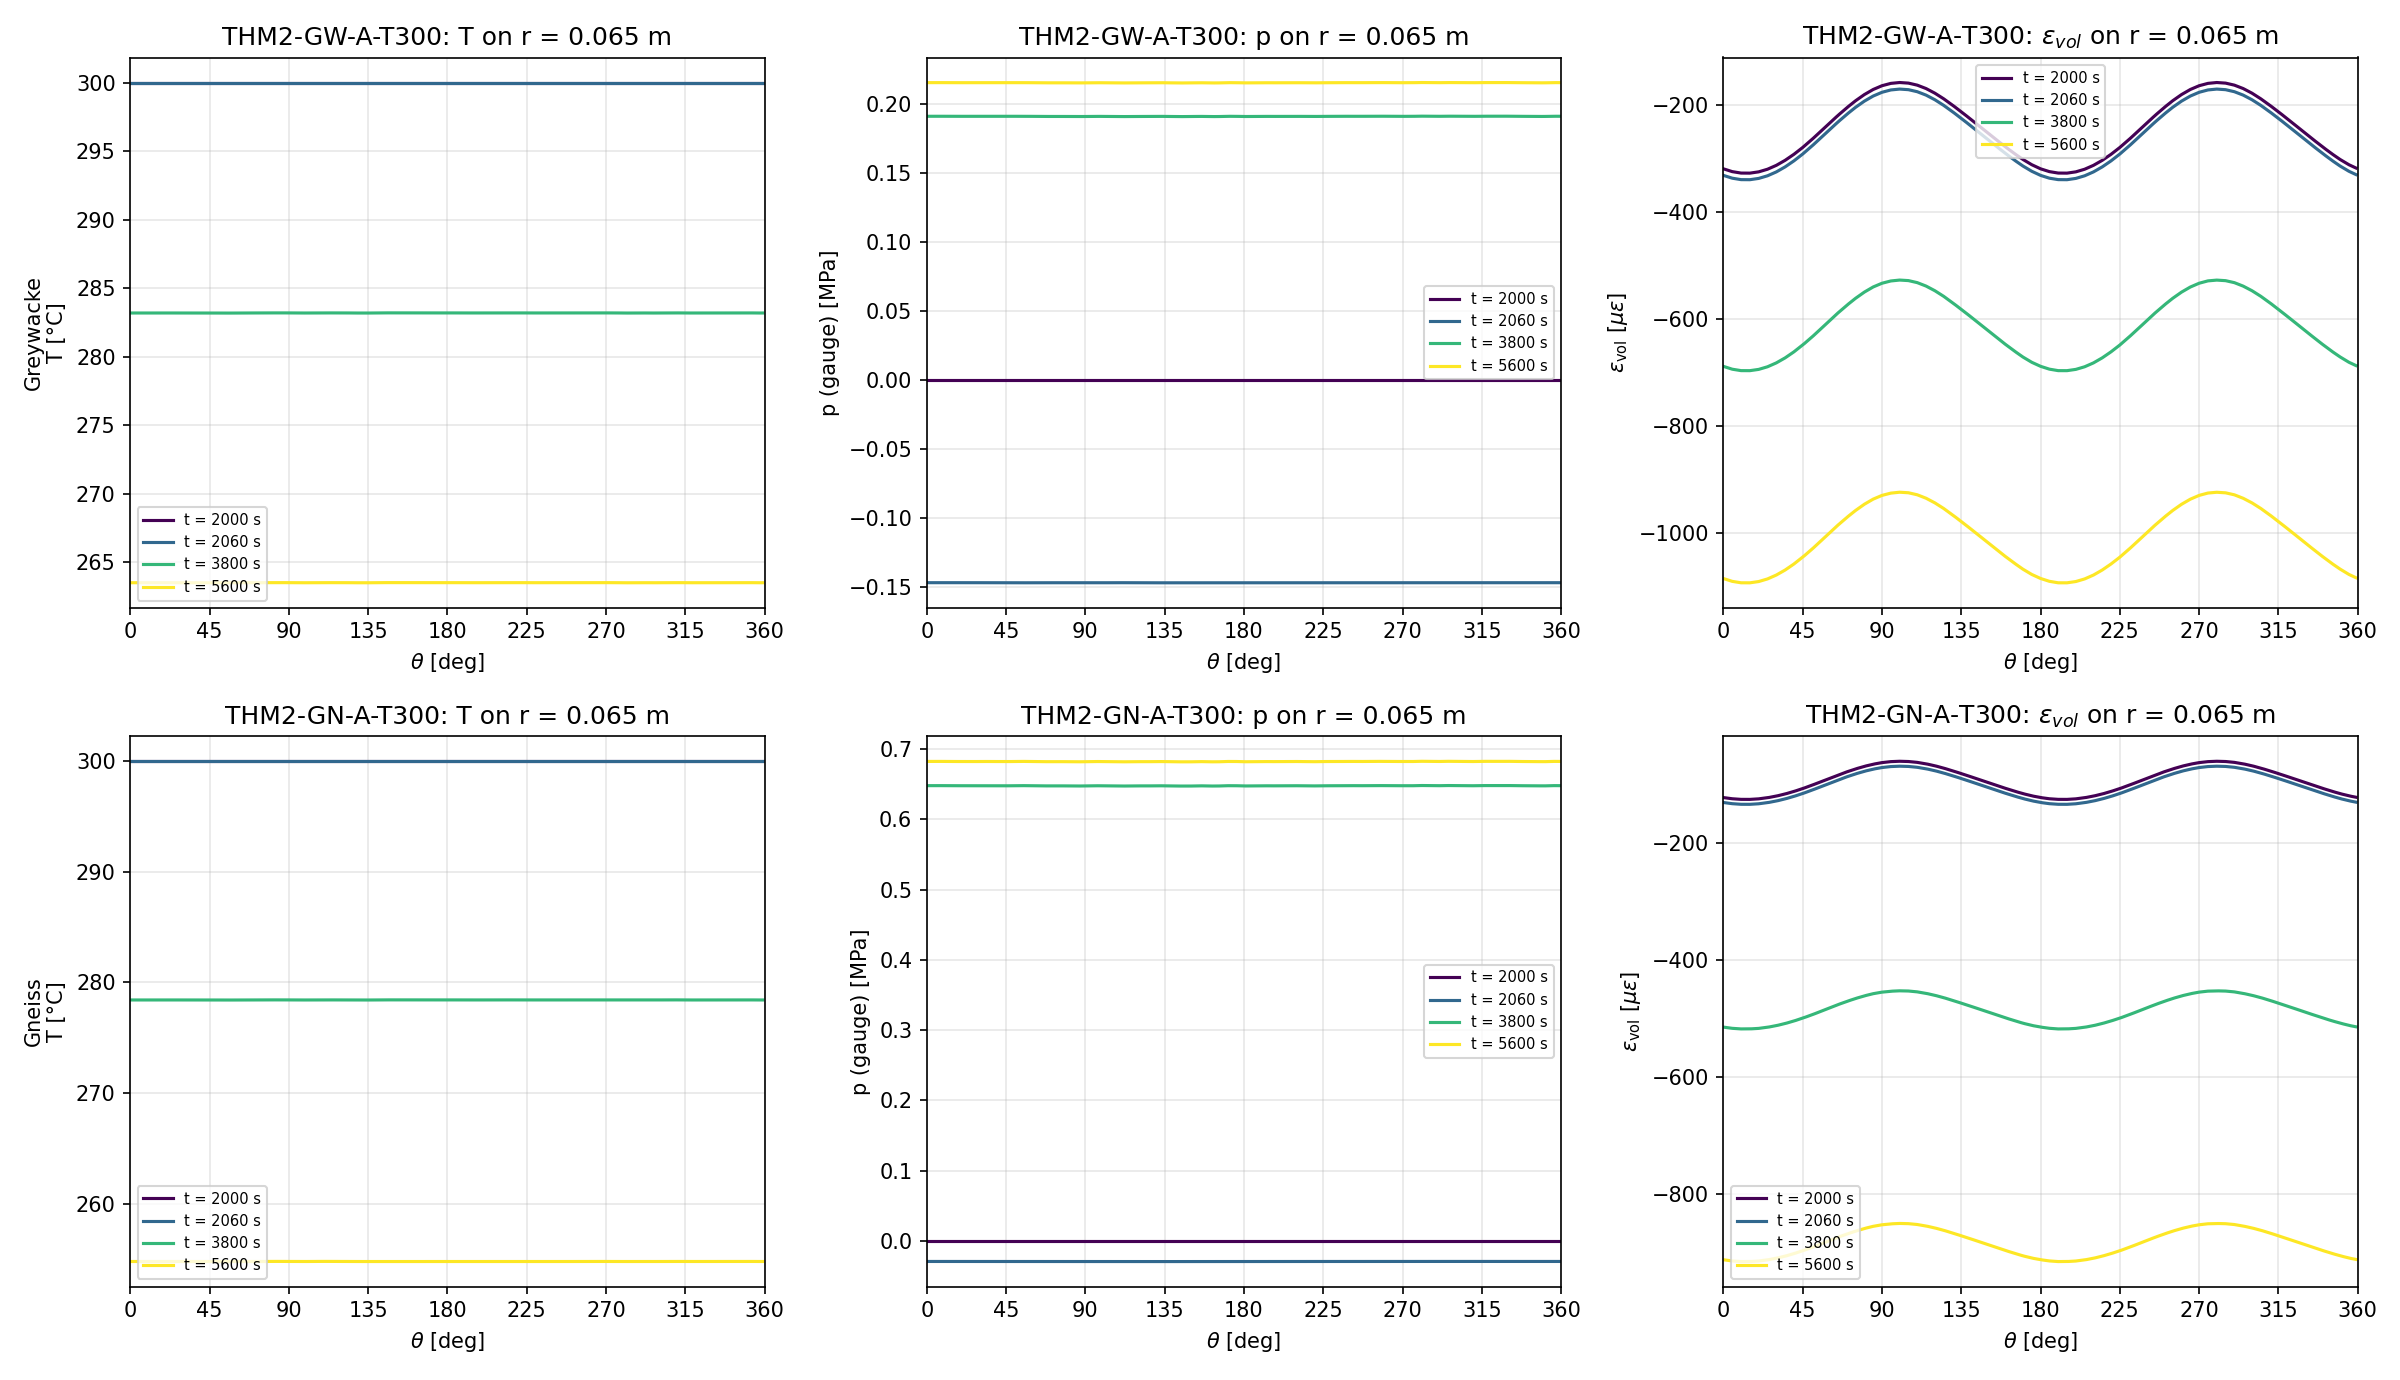 THM2-GW-A-T300: T on r = 0.065 m
Greywacke
T [°C]
300
295
290
285
280
275
270
265
t = 2000 s
t = 2060 s
t = 3800 s
t = 5600 s
0 45 90 135 180 225 270 315 360
θ [deg]
THM2-GW-A-T300: p on r = 0.065 m
p (gauge) [MPa]
0.20
0.15
0.10
0.05
0.00
−0.05
−0.10
−0.15
t = 2000 s
t = 2060 s
t = 3800 s
t = 5600 s
0 45 90 135 180 225 270 315 360
θ [deg]
THM2-GW-A-T300: εvol on r = 0.065 m
εvol [με]
−200
−400
−600
−800
−1000
t = 2000 s
t = 2060 s
t = 3800 s
t = 5600 s
0 45 90 135 180 225 270 315 360
θ [deg]
THM2-GN-A-T300: T on r = 0.065 m
Gneiss
T [°C]
300
290
280
270
260
t = 2000 s
t = 2060 s
t = 3800 s
t = 5600 s
0 45 90 135 180 225 270 315 360
θ [deg]
THM2-GN-A-T300: p on r = 0.065 m
p (gauge) [MPa]
0.7
0.6
0.5
0.4
0.3
0.2
0.1
0.0
t = 2000 s
t = 2060 s
t = 3800 s
t = 5600 s
0 45 90 135 180 225 270 315 360
θ [deg]
THM2-GN-A-T300: εvol on r = 0.065 m
εvol [με]
−200
−400
−600
−800
t = 2000 s
t = 2060 s
t = 3800 s
t = 5600 s
0 45 90 135 180 225 270 315 360
θ [deg]